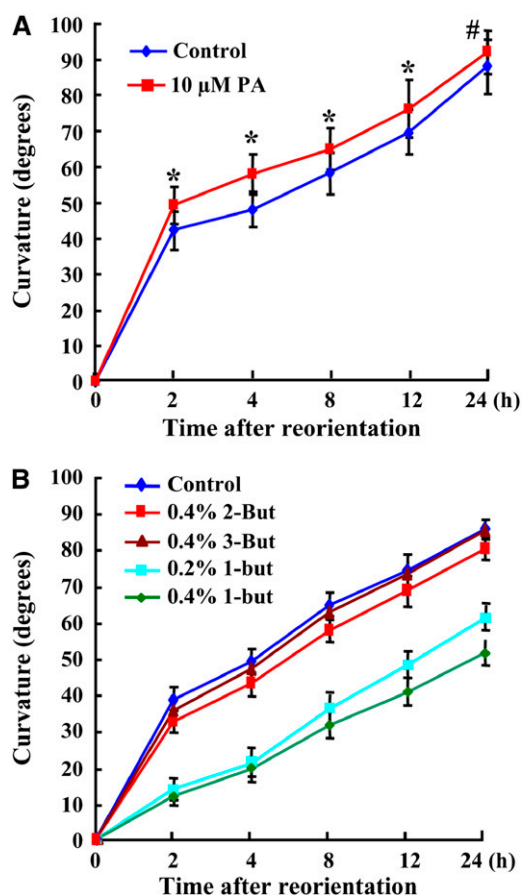 A
Control
10 μM PA
Curvature (degrees)
100
90
80
70
60
50
40
30
20
10
0
*
*
*
*
#
0 2 4 8 12 24 (h)
Time after reorientation
B
Control
0.4% 2-But
0.4% 3-But
0.2% 1-but
0.4% 1-but
Curvature (degrees)
100
90
80
70
60
50
40
30
20
10
0
0 2 4 8 12 24 (h)
Time after reorientation